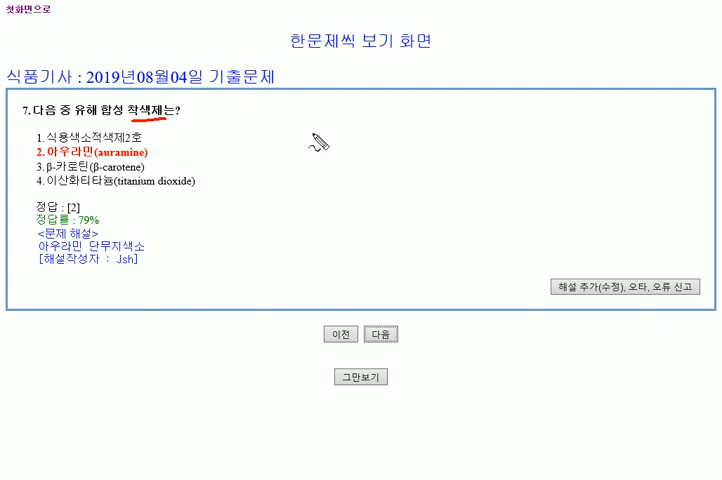 첫화면으로
한문제씩 보기 화면
식품기사 : 2019년08월04일 기출문제
7. 다음 중 유해 합성 착색제는?
1. 식용색소적색제2호
2. 아우라민(auramine)
3. β-카로틴(β-carotene)
4. 이산화티타늄(titanium dioxide)
정답 : [2]
정답률 : 79%
<문제 해설>
아우라민 단무지색소
[해설작성자 : Jsh]
해설 추가(수정), 오타, 오류 신고
이전 다음
그만보기